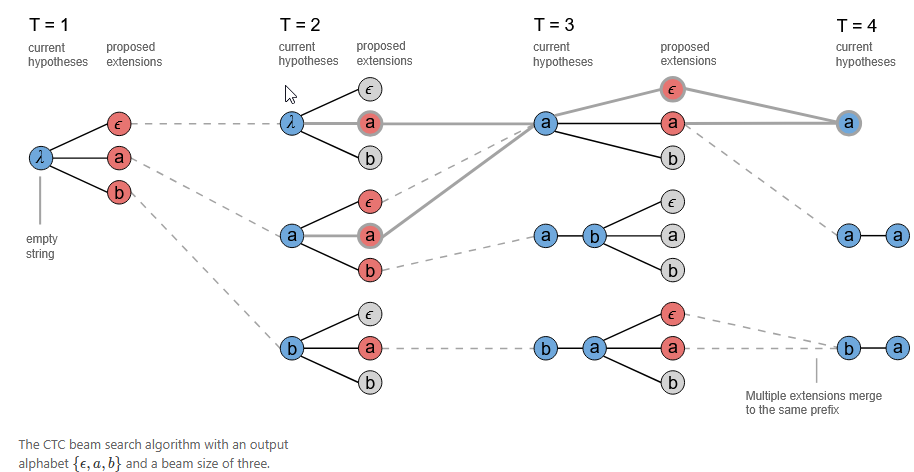 T = 1
T = 2
T = 3
T = 4
current hypotheses
proposed extensions
current hypotheses
proposed extensions
current hypotheses
proposed extensions
current hypotheses
λ
ϵ
a
b
empty string
λ
ϵ
a
b
a
ϵ
a
b
b
ϵ
a
b
a
ϵ
a
b
a b
ϵ
a
b
b a
ϵ
a
b
a
a a
b a
Multiple extensions merge
to the same prefix
The CTC beam search algorithm with an output
alphabet {ϵ, a, b} and a beam size of three.